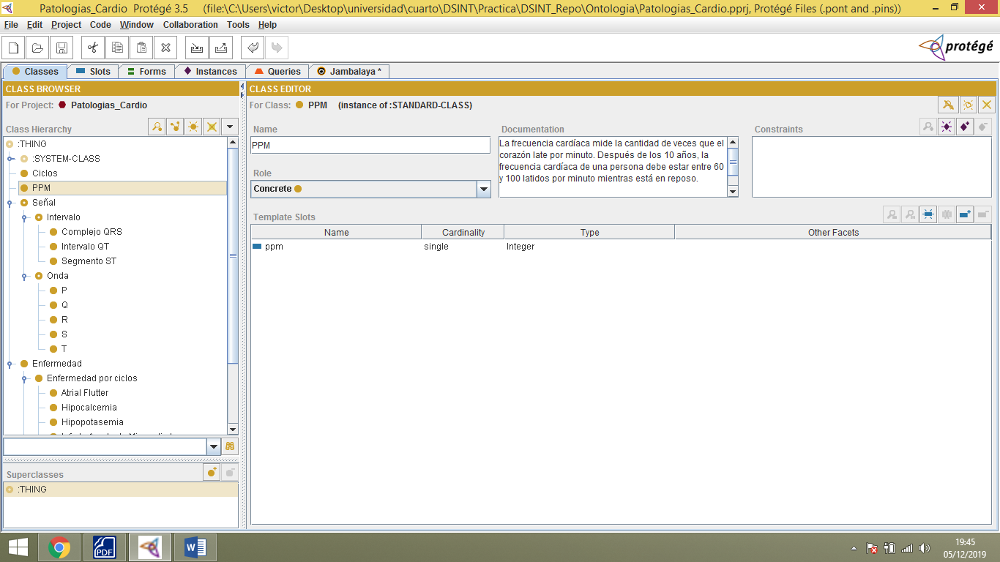 Patologias_Cardio Protégé 3.5 (file:\C:\Users\victor\Desktop\universidad\cuarto\DSINT\Practica\DSINT_Repo\Ontologia\Patologias_Cardio.pprj, Protégé Files (.pont and .pins))
File Edit Project Code Window Collaboration Tools Help
protégé
Classes Slots Forms Instances Queries Jambalaya *
CLASS BROWSER
For Project: Patologias_Cardio
Class Hierarchy
:THING
:SYSTEM-CLASS
Ciclos
PPM
Señal
Intervalo
Complejo QRS
Intervalo QT
Segmento ST
Onda
P
Q
R
S
T
Enfermedad
Enfermedad por ciclos
Atrial Flutter
Hipocalcemia
Hipopotasemia
Superclasses
:THING
CLASS EDITOR
For Class: PPM (instance of :STANDARD-CLASS)
Name
PPM
Role
Concrete
Documentation
La frecuencia cardíaca mide la cantidad de veces que el
corazón late por minuto. Después de los 10 años, la
frecuencia cardíaca de una persona debe estar entre 60
y 100 latidos por minuto mientras está en reposo.
Constraints
Template Slots
Name Cardinality Type Other Facets
ppm single Integer
PDF
19:45
05/12/2019